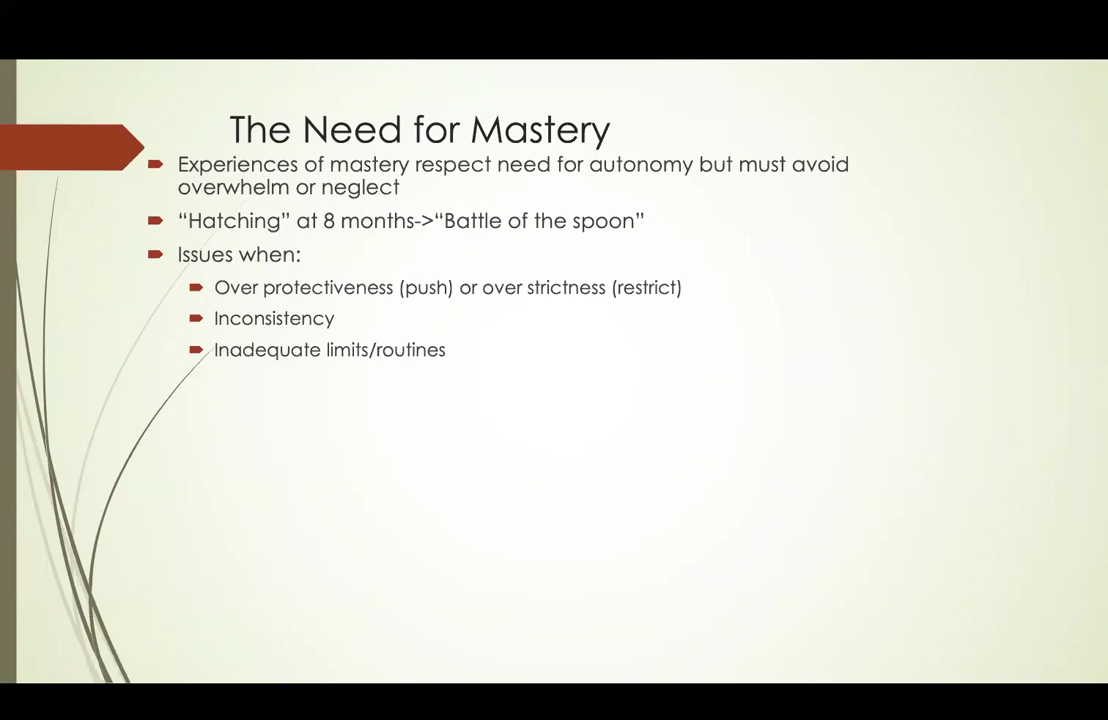 The Need for Mastery
Experiences of mastery respect need for autonomy but must avoid
overwhelm or neglect
“Hatching” at 8 months->“Battle of the spoon”
Issues when:
Over protectiveness (push) or over strictness (restrict)
Inconsistency
Inadequate limits/routines